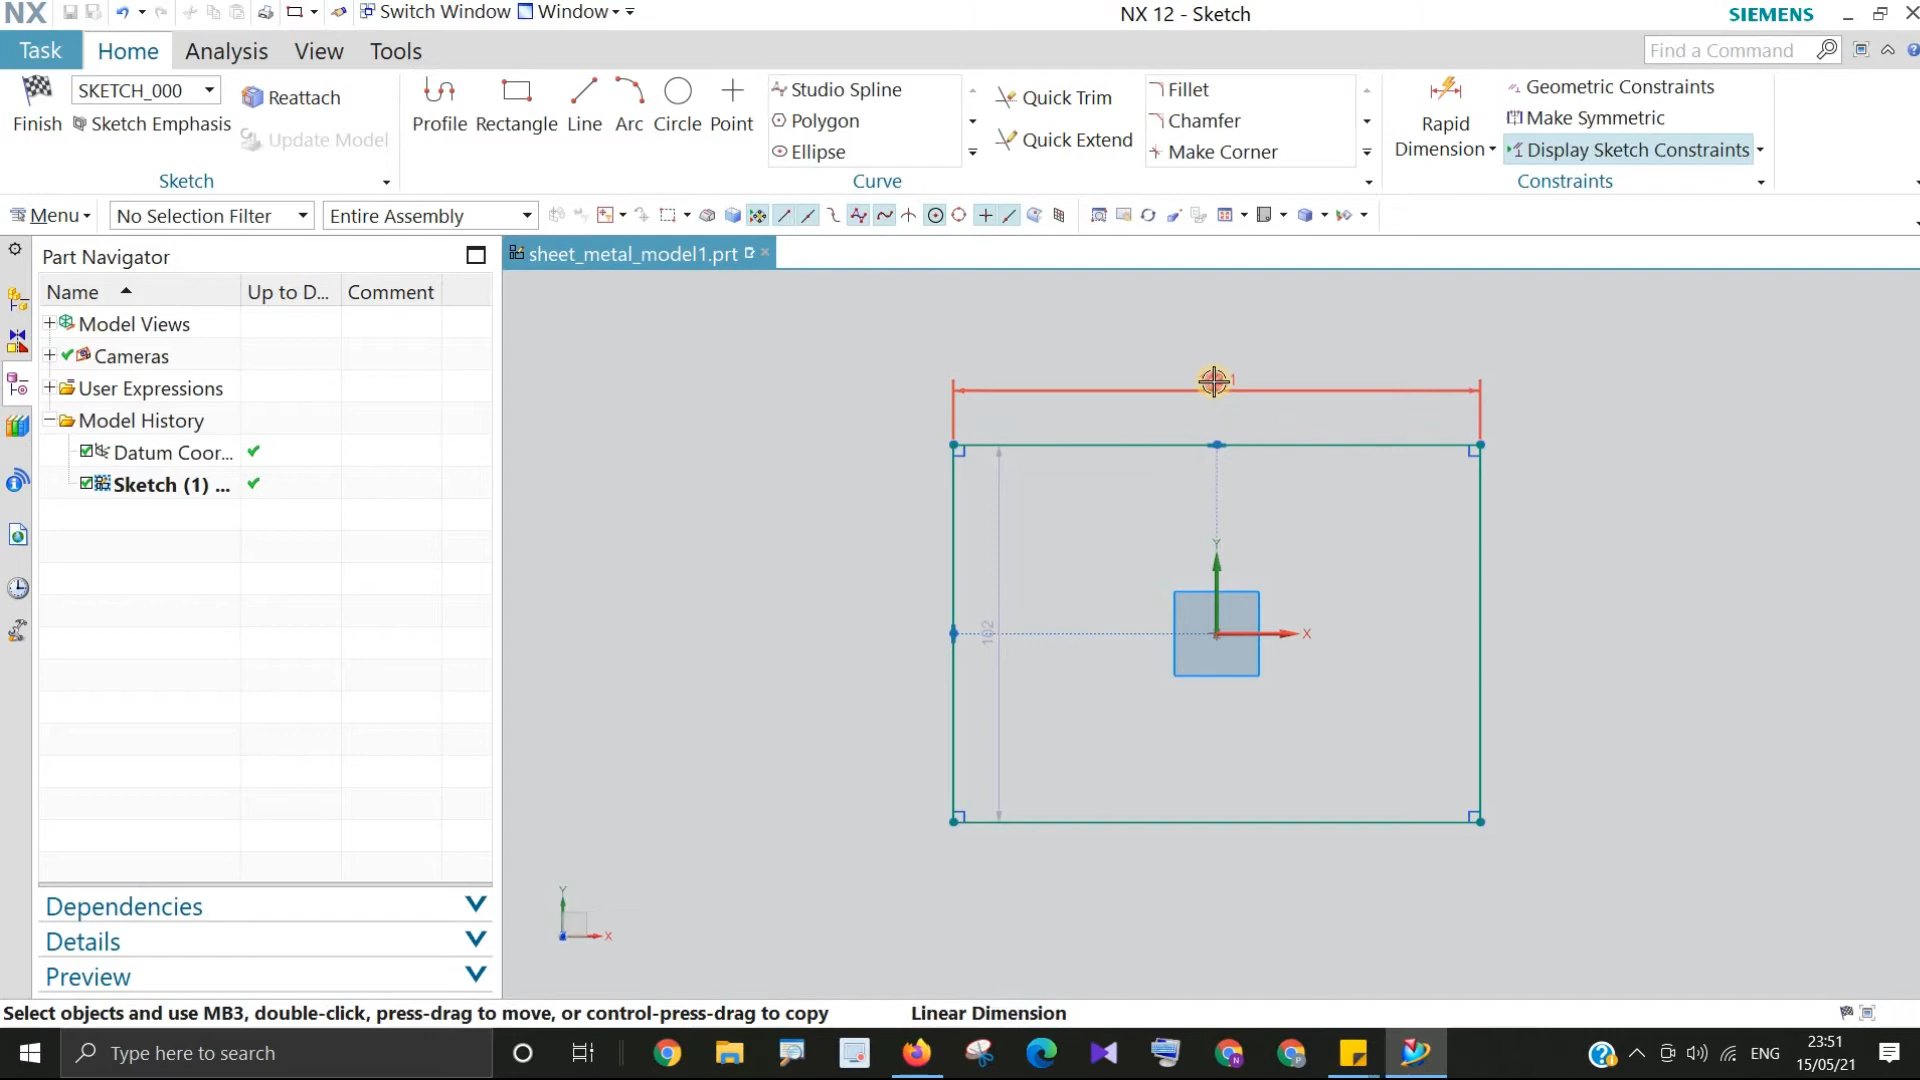 NX Switch Window Window NX 12 - Sketch SIEMENS
Task Home Analysis View Tools Find a Command
SKETCH_000 Reattach Studio Spline Quick Trim Fillet Geometric Constraints
Finish Sketch Emphasis Update Model Profile Rectangle Line Arc Circle Point Polygon Quick Extend Chamfer Rapid Dimension Make Symmetric
Ellipse Make Corner Display Sketch Constraints
Sketch Curve Constraints
Menu No Selection Filter Entire Assembly
Part Navigator sheet_metal_model1.prt
Name Up to D... Comment
Model Views
Cameras
User Expressions
Model History
Datum Coor...
Sketch (1) ...
Y
102
X
Dependencies
Details
Preview
Y
X
Select objects and use MB3, double-click, press-drag to move, or control-press-drag to copy Linear Dimension
Type here to search ENG 23:51
15/05/21